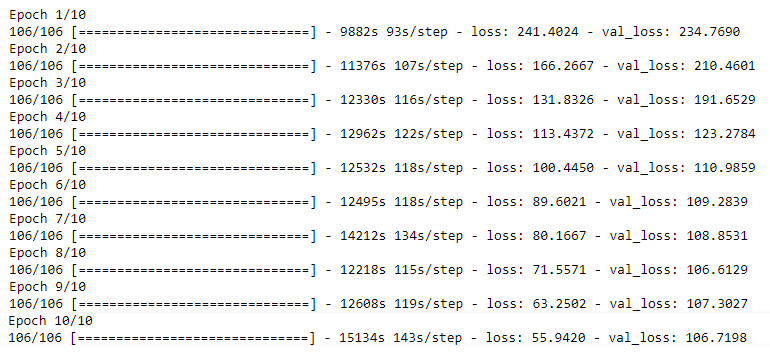 Epoch 1/10
106/106 [==============================] - 9882s 93s/step - loss: 241.4024 - val_loss: 234.7690
Epoch 2/10
106/106 [==============================] - 11376s 107s/step - loss: 166.2667 - val_loss: 210.4601
Epoch 3/10
106/106 [==============================] - 12330s 116s/step - loss: 131.8326 - val_loss: 191.6529
Epoch 4/10
106/106 [==============================] - 12962s 122s/step - loss: 113.4372 - val_loss: 123.2784
Epoch 5/10
106/106 [==============================] - 12532s 118s/step - loss: 100.4450 - val_loss: 110.9859
Epoch 6/10
106/106 [==============================] - 12495s 118s/step - loss: 89.6021 - val_loss: 109.2839
Epoch 7/10
106/106 [==============================] - 14212s 134s/step - loss: 80.1667 - val_loss: 108.8531
Epoch 8/10
106/106 [==============================] - 12218s 115s/step - loss: 71.5571 - val_loss: 106.6129
Epoch 9/10
106/106 [==============================] - 12608s 119s/step - loss: 63.2502 - val_loss: 107.3027
Epoch 10/10
106/106 [==============================] - 15134s 143s/step - loss: 55.9420 - val_loss: 106.7198